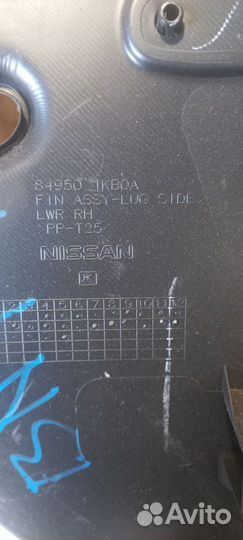 84950 1KB0A
FIN ASSY-LUG SIDE
LWR RH
>PP-T25<
NISSAN
2 3 4 5 6 7 8 9 10 11 12
Avito